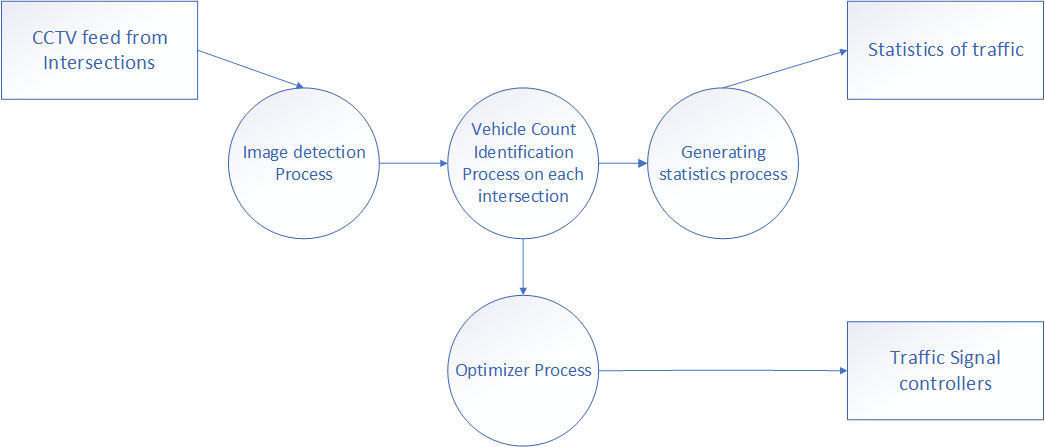 CCTV feed from
Intersections
Statistics of traffic
Image detection
Process
Vehicle Count
Identification
Process on each
intersection
Generating
statistics process
Optimizer Process
Traffic Signal
controllers